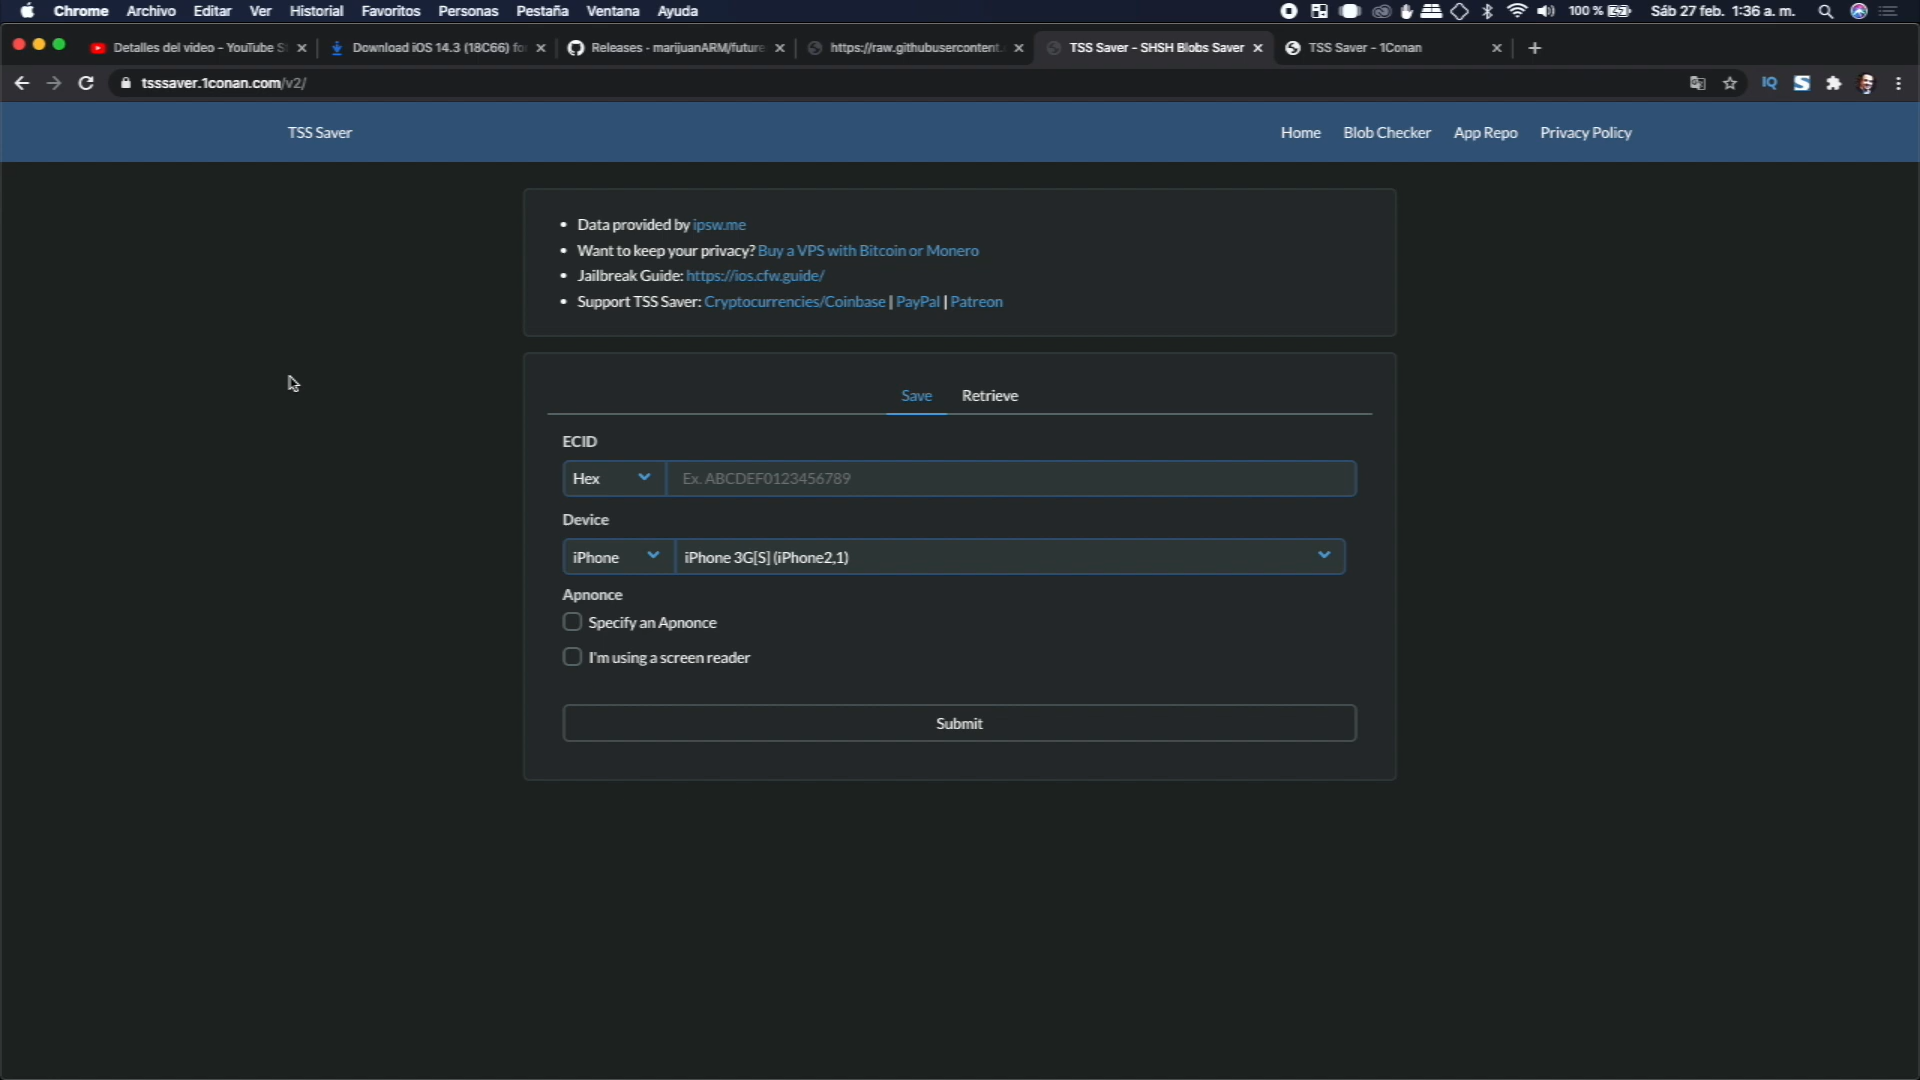 Chrome Archivo Editar Ver Historial Favoritos Personas Pestaña Ventana Ayuda 100 % Sáb 27 feb. 1:36 a. m.
Detalles del video - YouTube S Download iOS 14.3 (18C66) fo Releases - marijuanARM/future https://raw.githubusercontent. TSS Saver - SHSH Blobs Saver TSS Saver - 1Conan
tsssaver.1conan.com/v2/ IQ S
TSS Saver Home Blob Checker App Repo Privacy Policy
• Data provided by ipsw.me
• Want to keep your privacy? Buy a VPS with Bitcoin or Monero
• Jailbreak Guide: https://ios.cfw.guide/
• Support TSS Saver: Cryptocurrencies/Coinbase | PayPal | Patreon
Save Retrieve
ECID
Hex Ex. ABCDEF0123456789
Device
iPhone iPhone 3G[S] (iPhone2,1)
Apnonce
Specify an Apnonce
I'm using a screen reader
Submit